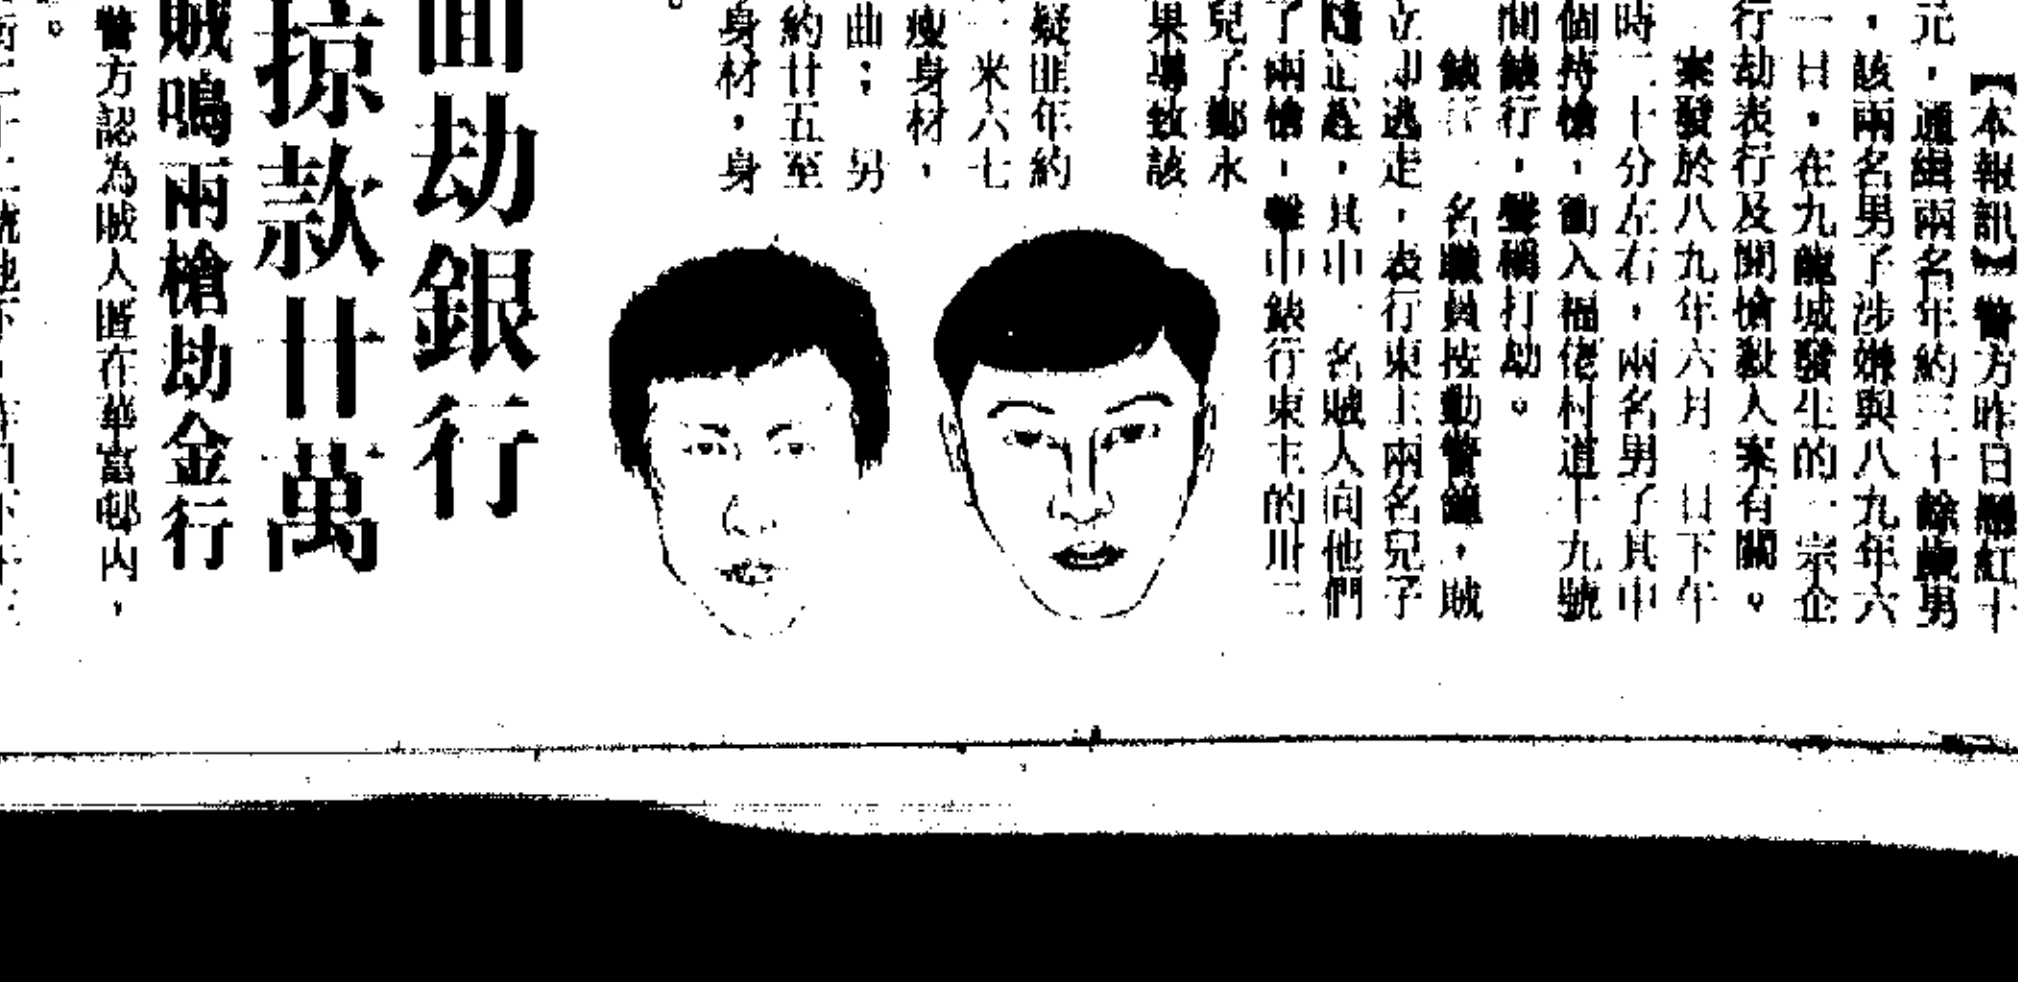 【本報訊】警方昨日懸紅十
元,通緝兩名年約三十餘歲男
,該兩名男子涉嫌與八九年六
一日,在九龍城發生的一宗企
行劫表行及開槍殺人案有關。
案發於八九年六月一日下午
時二十分左右,兩名男子其中
個持槍,衝入福佬村道十九號
間錶行,聲稱打劫。
錶行一名職員按動警鐘,賊
立即逃走,表行東主兩名兒子
隨追趕,其中一名賊人向他們
了兩槍,擊中錶行東主的卅二
兒子鄭永
果導致該
疑匪年約
一米六七
瘦身材,
曲;另
約廿五至
身材,身
。
面劫銀行
掠款廿萬
賊鳴兩槍劫金行
警方認為賊人匿在華富邨內,